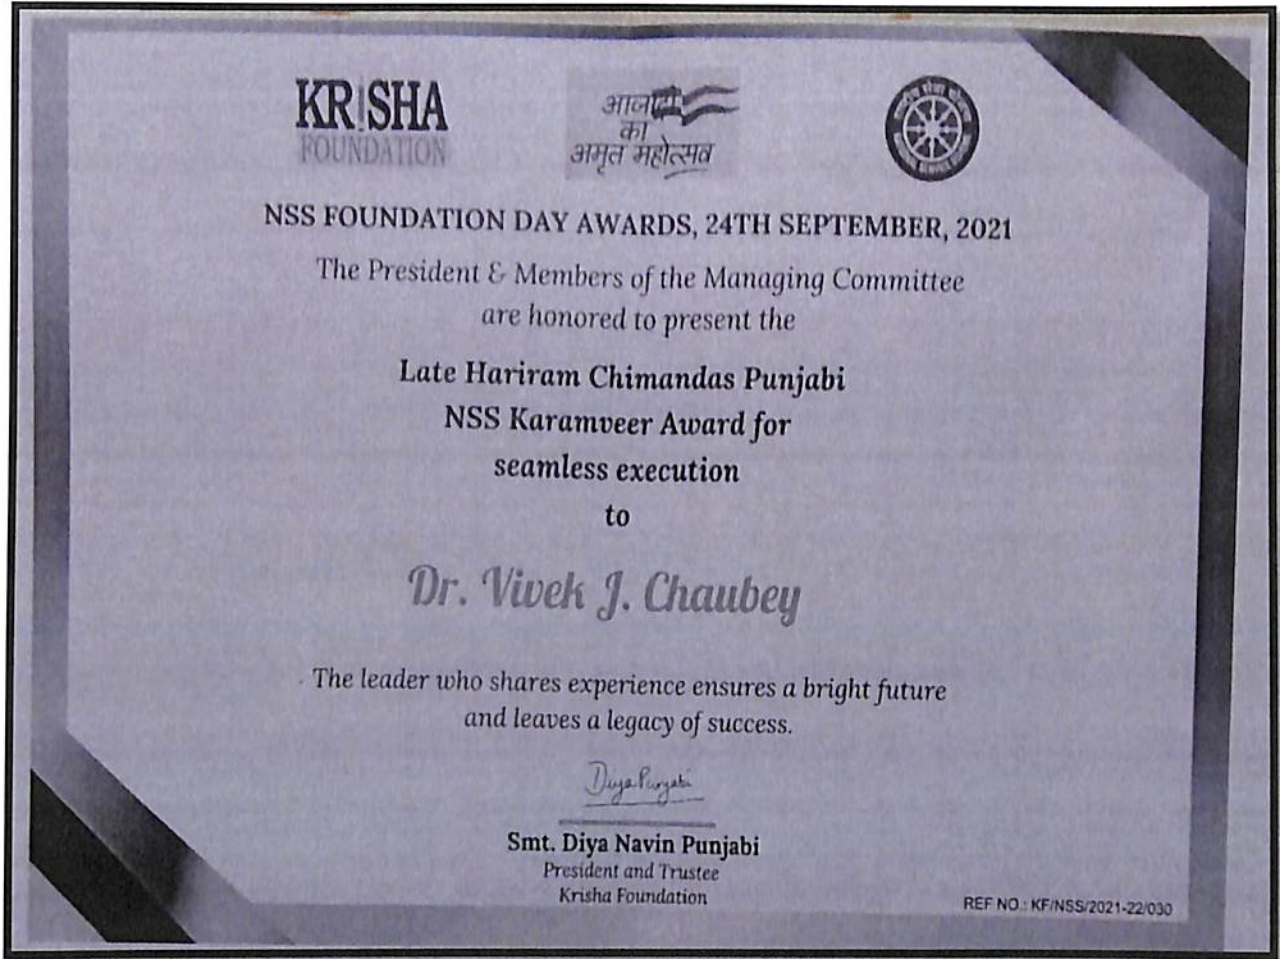 KRISHA
FOUNDATION
आज़ादी
का
अमृत महोत्सव
NSS FOUNDATION DAY AWARDS, 24TH SEPTEMBER, 2021
The President & Members of the Managing Committee
are honored to present the
Late Hariram Chimandas Punjabi
NSS Karamveer Award for
seamless execution
to
Dr. Vivek J. Chaubey
The leader who shares experience ensures a bright future
and leaves a legacy of success.
Diya Punjabi
Smt. Diya Navin Punjabi
President and Trustee
Krisha Foundation
REF NO.: KF/NSS/2021-22/030